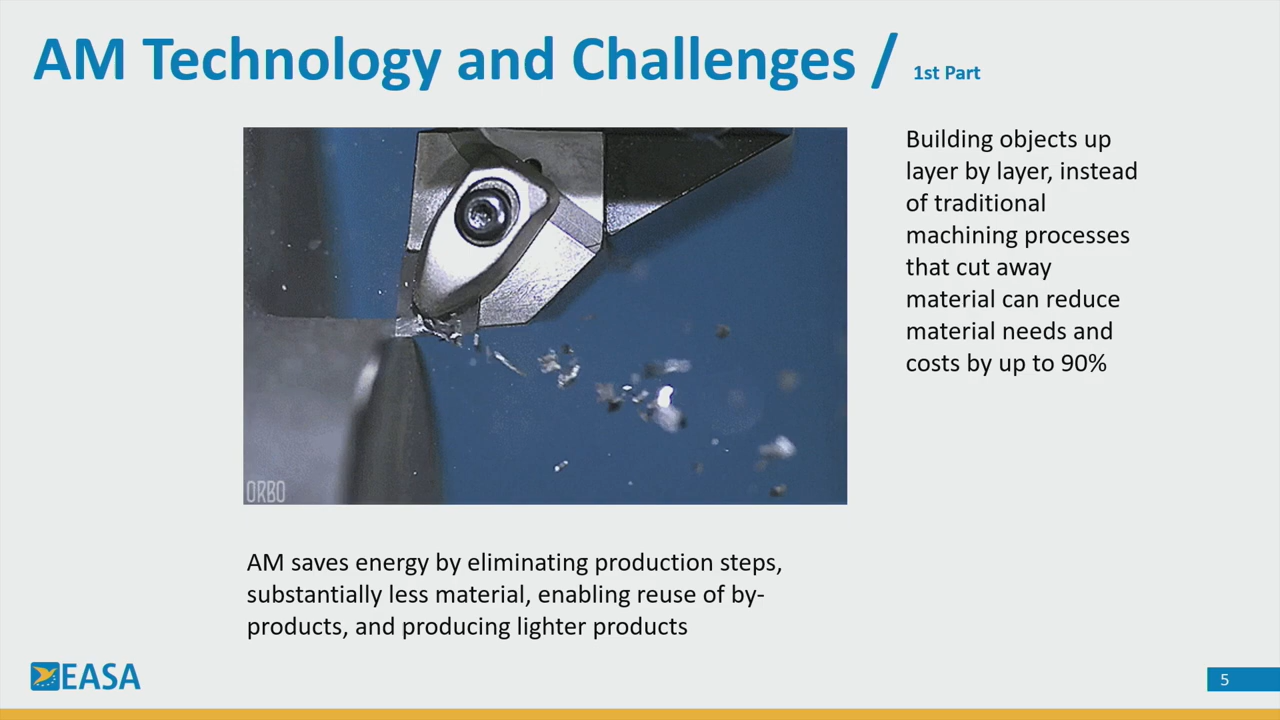 AM Technology and Challenges / 1st Part
Building objects up
layer by layer, instead
of traditional
machining processes
that cut away
material can reduce
material needs and
costs by up to 90%
ORBO
AM saves energy by eliminating production steps,
substantially less material, enabling reuse of by-
products, and producing lighter products
EASA
5